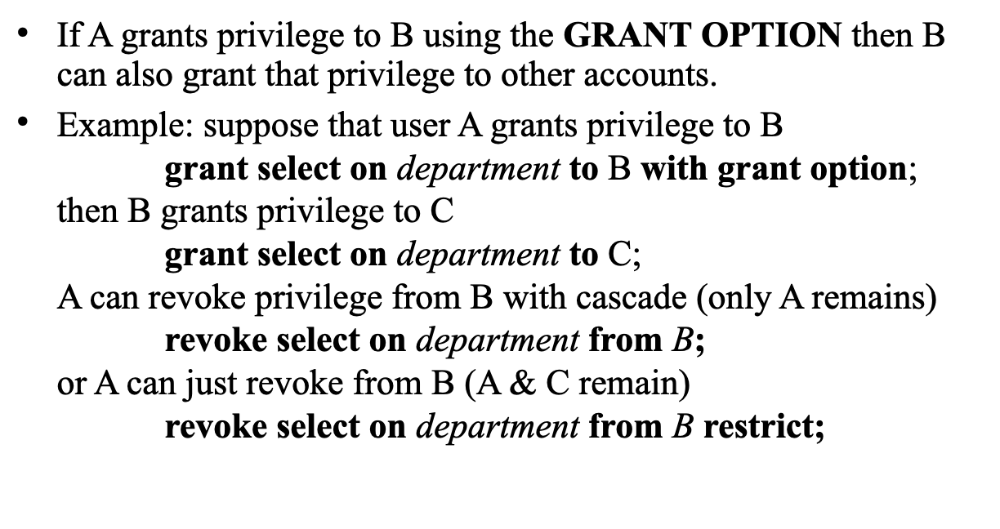 • If A grants privilege to B using the GRANT OPTION then B
can also grant that privilege to other accounts.
• Example: suppose that user A grants privilege to B
grant select on department to B with grant option;
then B grants privilege to C
grant select on department to C;
A can revoke privilege from B with cascade (only A remains)
revoke select on department from B;
or A can just revoke from B (A & C remain)
revoke select on department from B restrict;